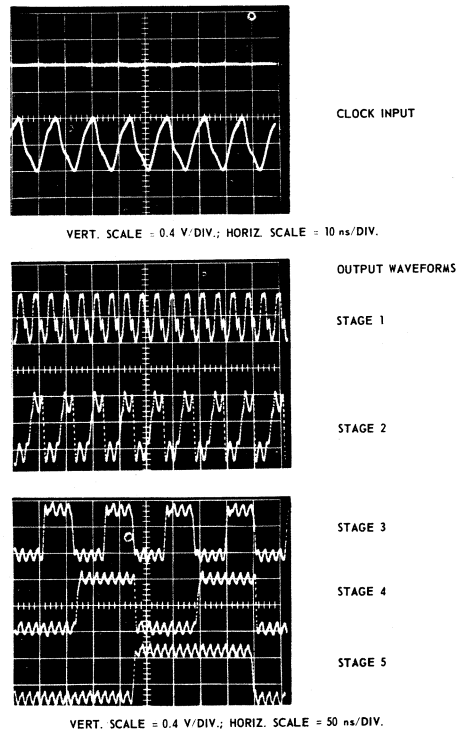 CLOCK INPUT
VERT. SCALE = 0.4 V/DIV.; HORIZ. SCALE = 10 ns/DIV.
OUTPUT WAVEFORMS
STAGE 1
STAGE 2
STAGE 3
STAGE 4
STAGE 5
VERT. SCALE = 0.4 V/DIV.; HORIZ. SCALE = 50 ns/DIV.